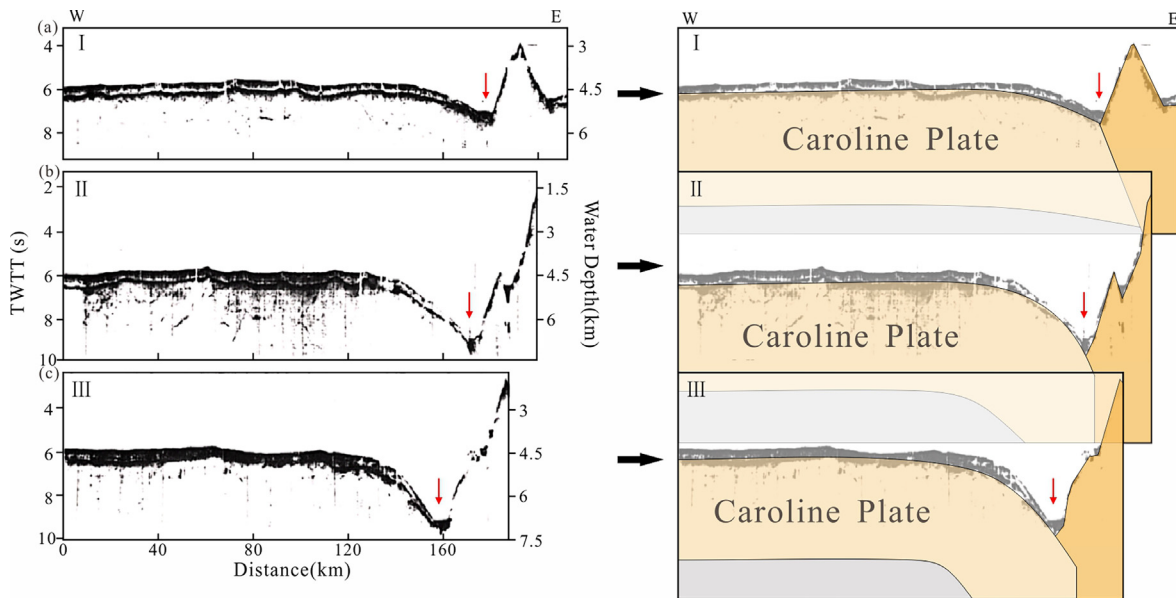 W E
(a) I
4
6
8
3
4.5
6
(b) II
2
4
6
8
10
1.5
3
4.5
6
(c) III
4
6
8
10
3
4.5
6
7.5
TWTT (s)
Water Depth(km)
0 40 80 120 160
Distance(km)
W E
I
Caroline Plate
II
Caroline Plate
III
Caroline Plate